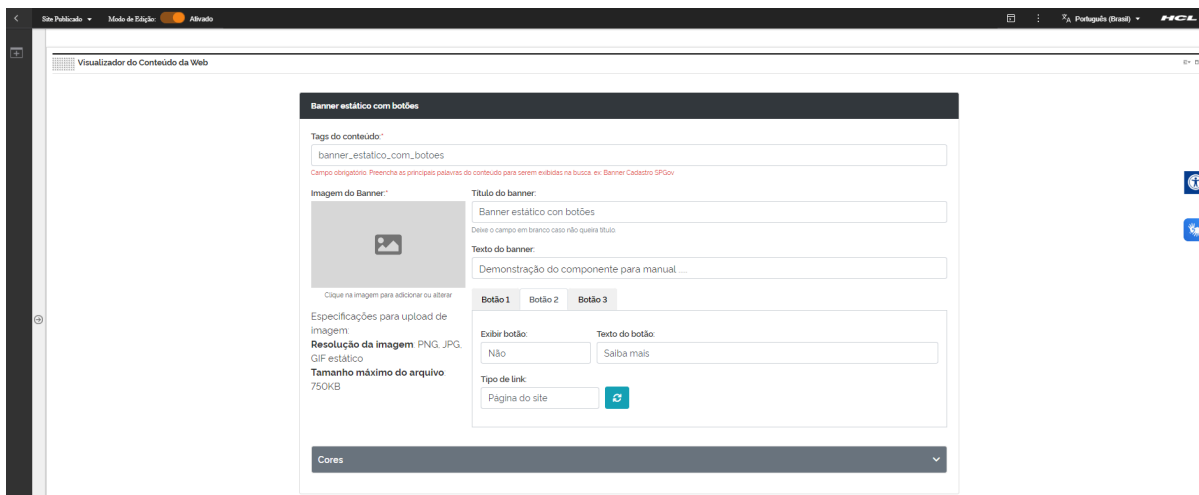 Site Publicado
Modo de Edição:
Ativado
Português (Brasil)
HCL
Visualizador do Conteúdo da Web
Banner estático com botões
Tags do conteúdo:*
banner_estatico_com_botoes
Campo obrigatório. Preencha as principais palavras do conteúdo para serem exibidas na busca. ex: Banner Cadastro SPGov
Imagem do Banner:*
Título do banner:
Banner estático con botões
Deixe o campo em branco caso não queira título.
Texto do banner:
Demonstração do componente para manual ....
Clique na imagem para adicionar ou alterar
Botão 1
Botão 2
Botão 3
Especificações para upload de
imagem:
Resolução da imagem: PNG, JPG,
GIF estático
Tamanho máximo do arquivo:
750KB
Exibir botão:
Texto do botão:
Não
Saiba mais
Tipo de link:
Página do site
Cores